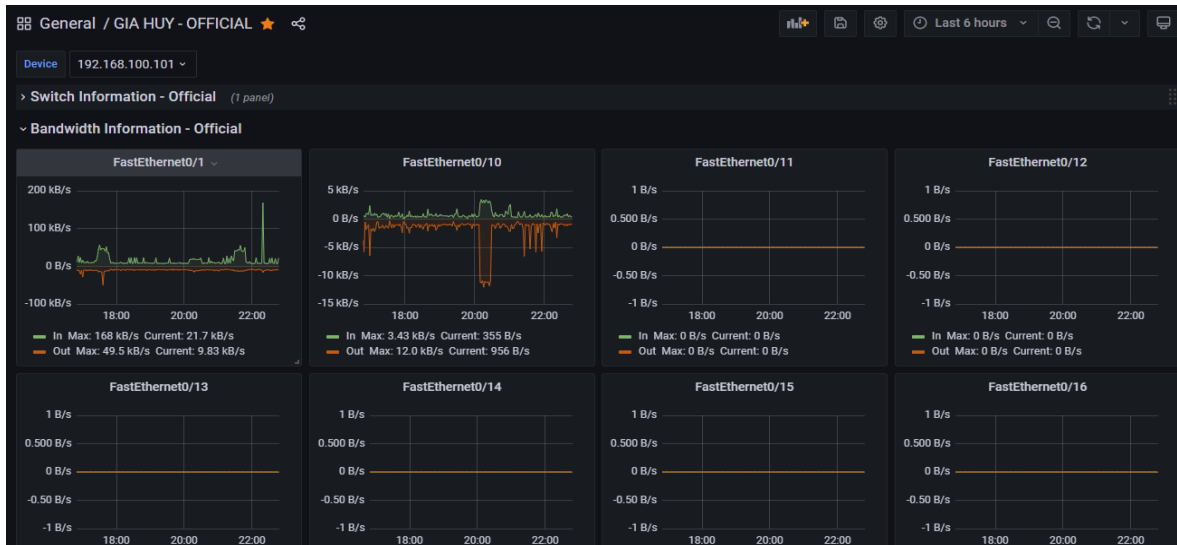 General / GIA HUY - OFFICIAL
Last 6 hours
Device 192.168.100.101
Switch Information - Official (1 panel)
Bandwidth Information - Official
FastEthernet0/1
200 kB/s
100 kB/s
0 B/s
-100 kB/s
18:00 20:00 22:00
In Max: 168 kB/s Current: 21.7 kB/s
Out Max: 49.5 kB/s Current: 9.83 kB/s
FastEthernet0/10
5 kB/s
0 B/s
-5 kB/s
-10 kB/s
-15 kB/s
18:00 20:00 22:00
In Max: 3.43 kB/s Current: 355 B/s
Out Max: 12.0 kB/s Current: 956 B/s
FastEthernet0/11
1 B/s
0.500 B/s
0 B/s
-0.50 B/s
-1 B/s
18:00 20:00 22:00
In Max: 0 B/s Current: 0 B/s
Out Max: 0 B/s Current: 0 B/s
FastEthernet0/12
1 B/s
0.500 B/s
0 B/s
-0.50 B/s
-1 B/s
18:00 20:00 22:00
In Max: 0 B/s Current: 0 B/s
Out Max: 0 B/s Current: 0 B/s
FastEthernet0/13
1 B/s
0.500 B/s
0 B/s
-0.50 B/s
-1 B/s
18:00 20:00 22:00
FastEthernet0/14
1 B/s
0.500 B/s
0 B/s
-0.50 B/s
-1 B/s
18:00 20:00 22:00
FastEthernet0/15
1 B/s
0.500 B/s
0 B/s
-0.50 B/s
-1 B/s
18:00 20:00 22:00
FastEthernet0/16
1 B/s
0.500 B/s
0 B/s
-0.50 B/s
-1 B/s
18:00 20:00 22:00